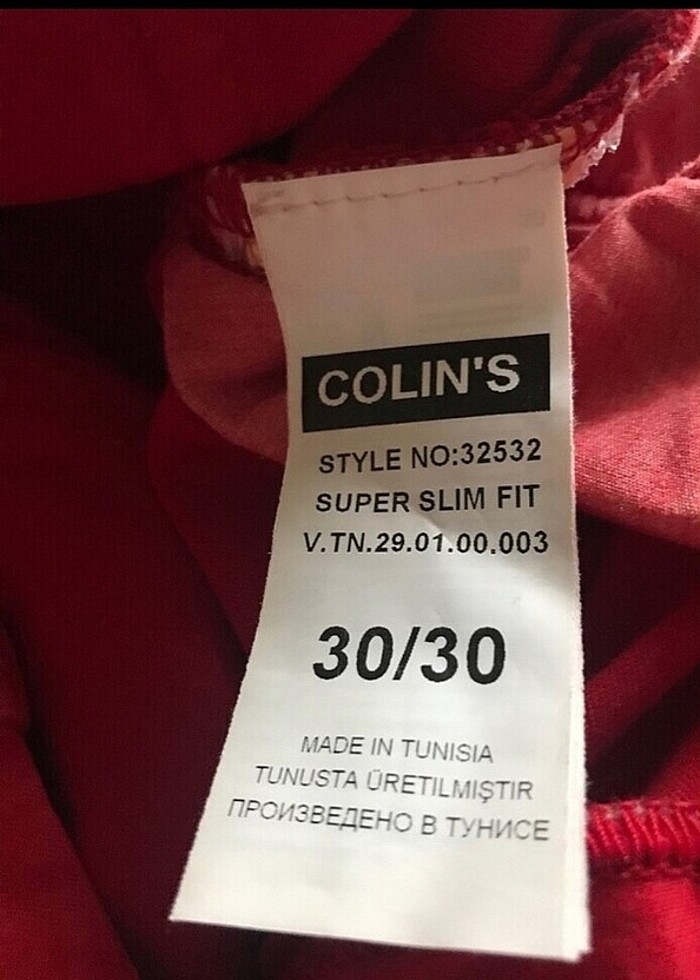 COLIN'S
STYLE NO:32532
SUPER SLIM FIT
V.TN.29.01.00.003
30/30
MADE IN TUNISIA
TUNUSTA ÜRETILMIŞTIR
ПРОИЗВЕДЕНО В ТУНИСЕ